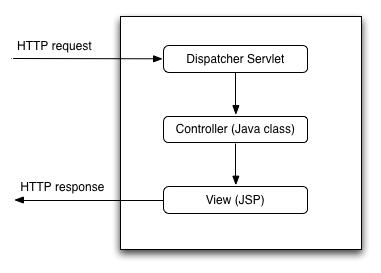 HTTP request
Dispatcher Servlet
Controller (Java class)
HTTP response
View (JSP)